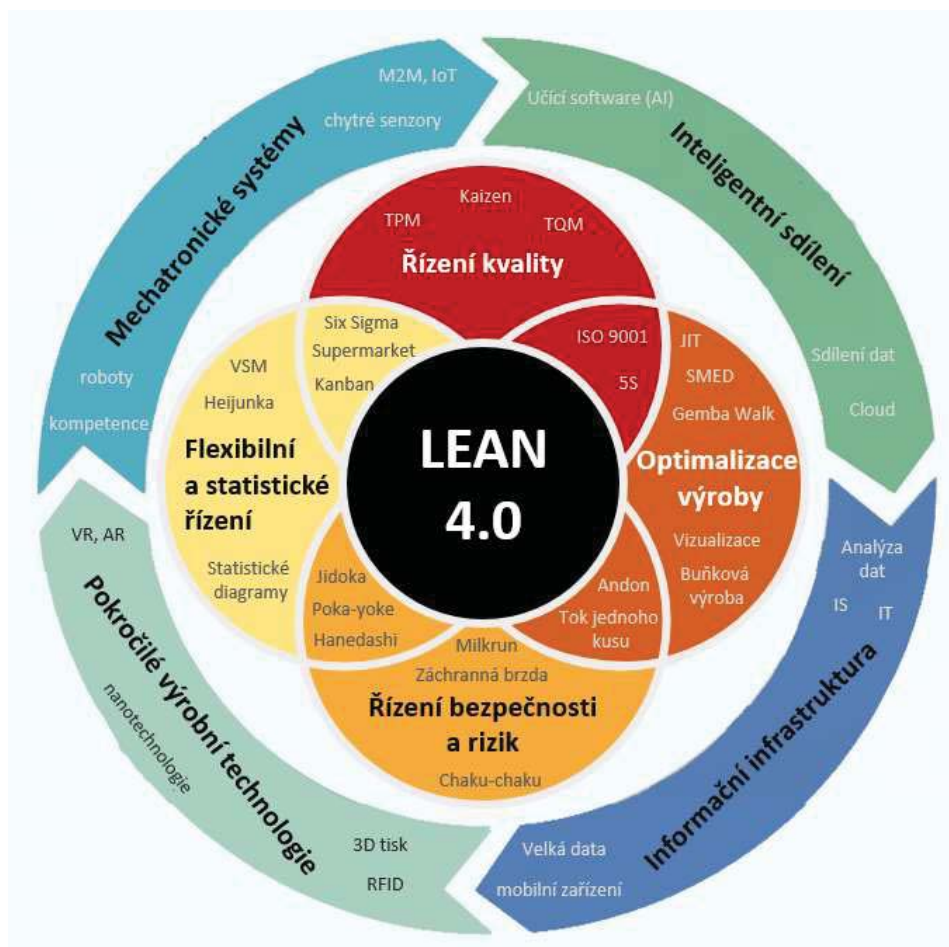 M2M, IoT
chytré senzory
Mechatronické systémy
roboty
kompetence
Učící software (AI)
Inteligentní sdílení
Sdílení dat
Cloud
Kaizen
TPM
TQM
Řízení kvality
Six Sigma
Supermarket
Kanban
ISO 9001
5S
VSM
Heijunka
Flexibilní
a statistické
řízení
Statistické
diagramy
LEAN
4.0
JIT
SMED
Gemba Walk
Optimalizace
výroby
Vizualizace
Buňková
výroba
Jidoka
Poka-yoke
Hanedashi
Andon
Tok jednoho
kusu
Milkrun
Záchranná brzda
Řízení bezpečnosti
a rizik
Chaku-chaku
VR, AR
Pokročilé výrobní technologie
nanotechnologie
3D tisk
RFID
Analýza
dat
IS
IT
Informační infrastruktura
Velká data
mobilní zařízení